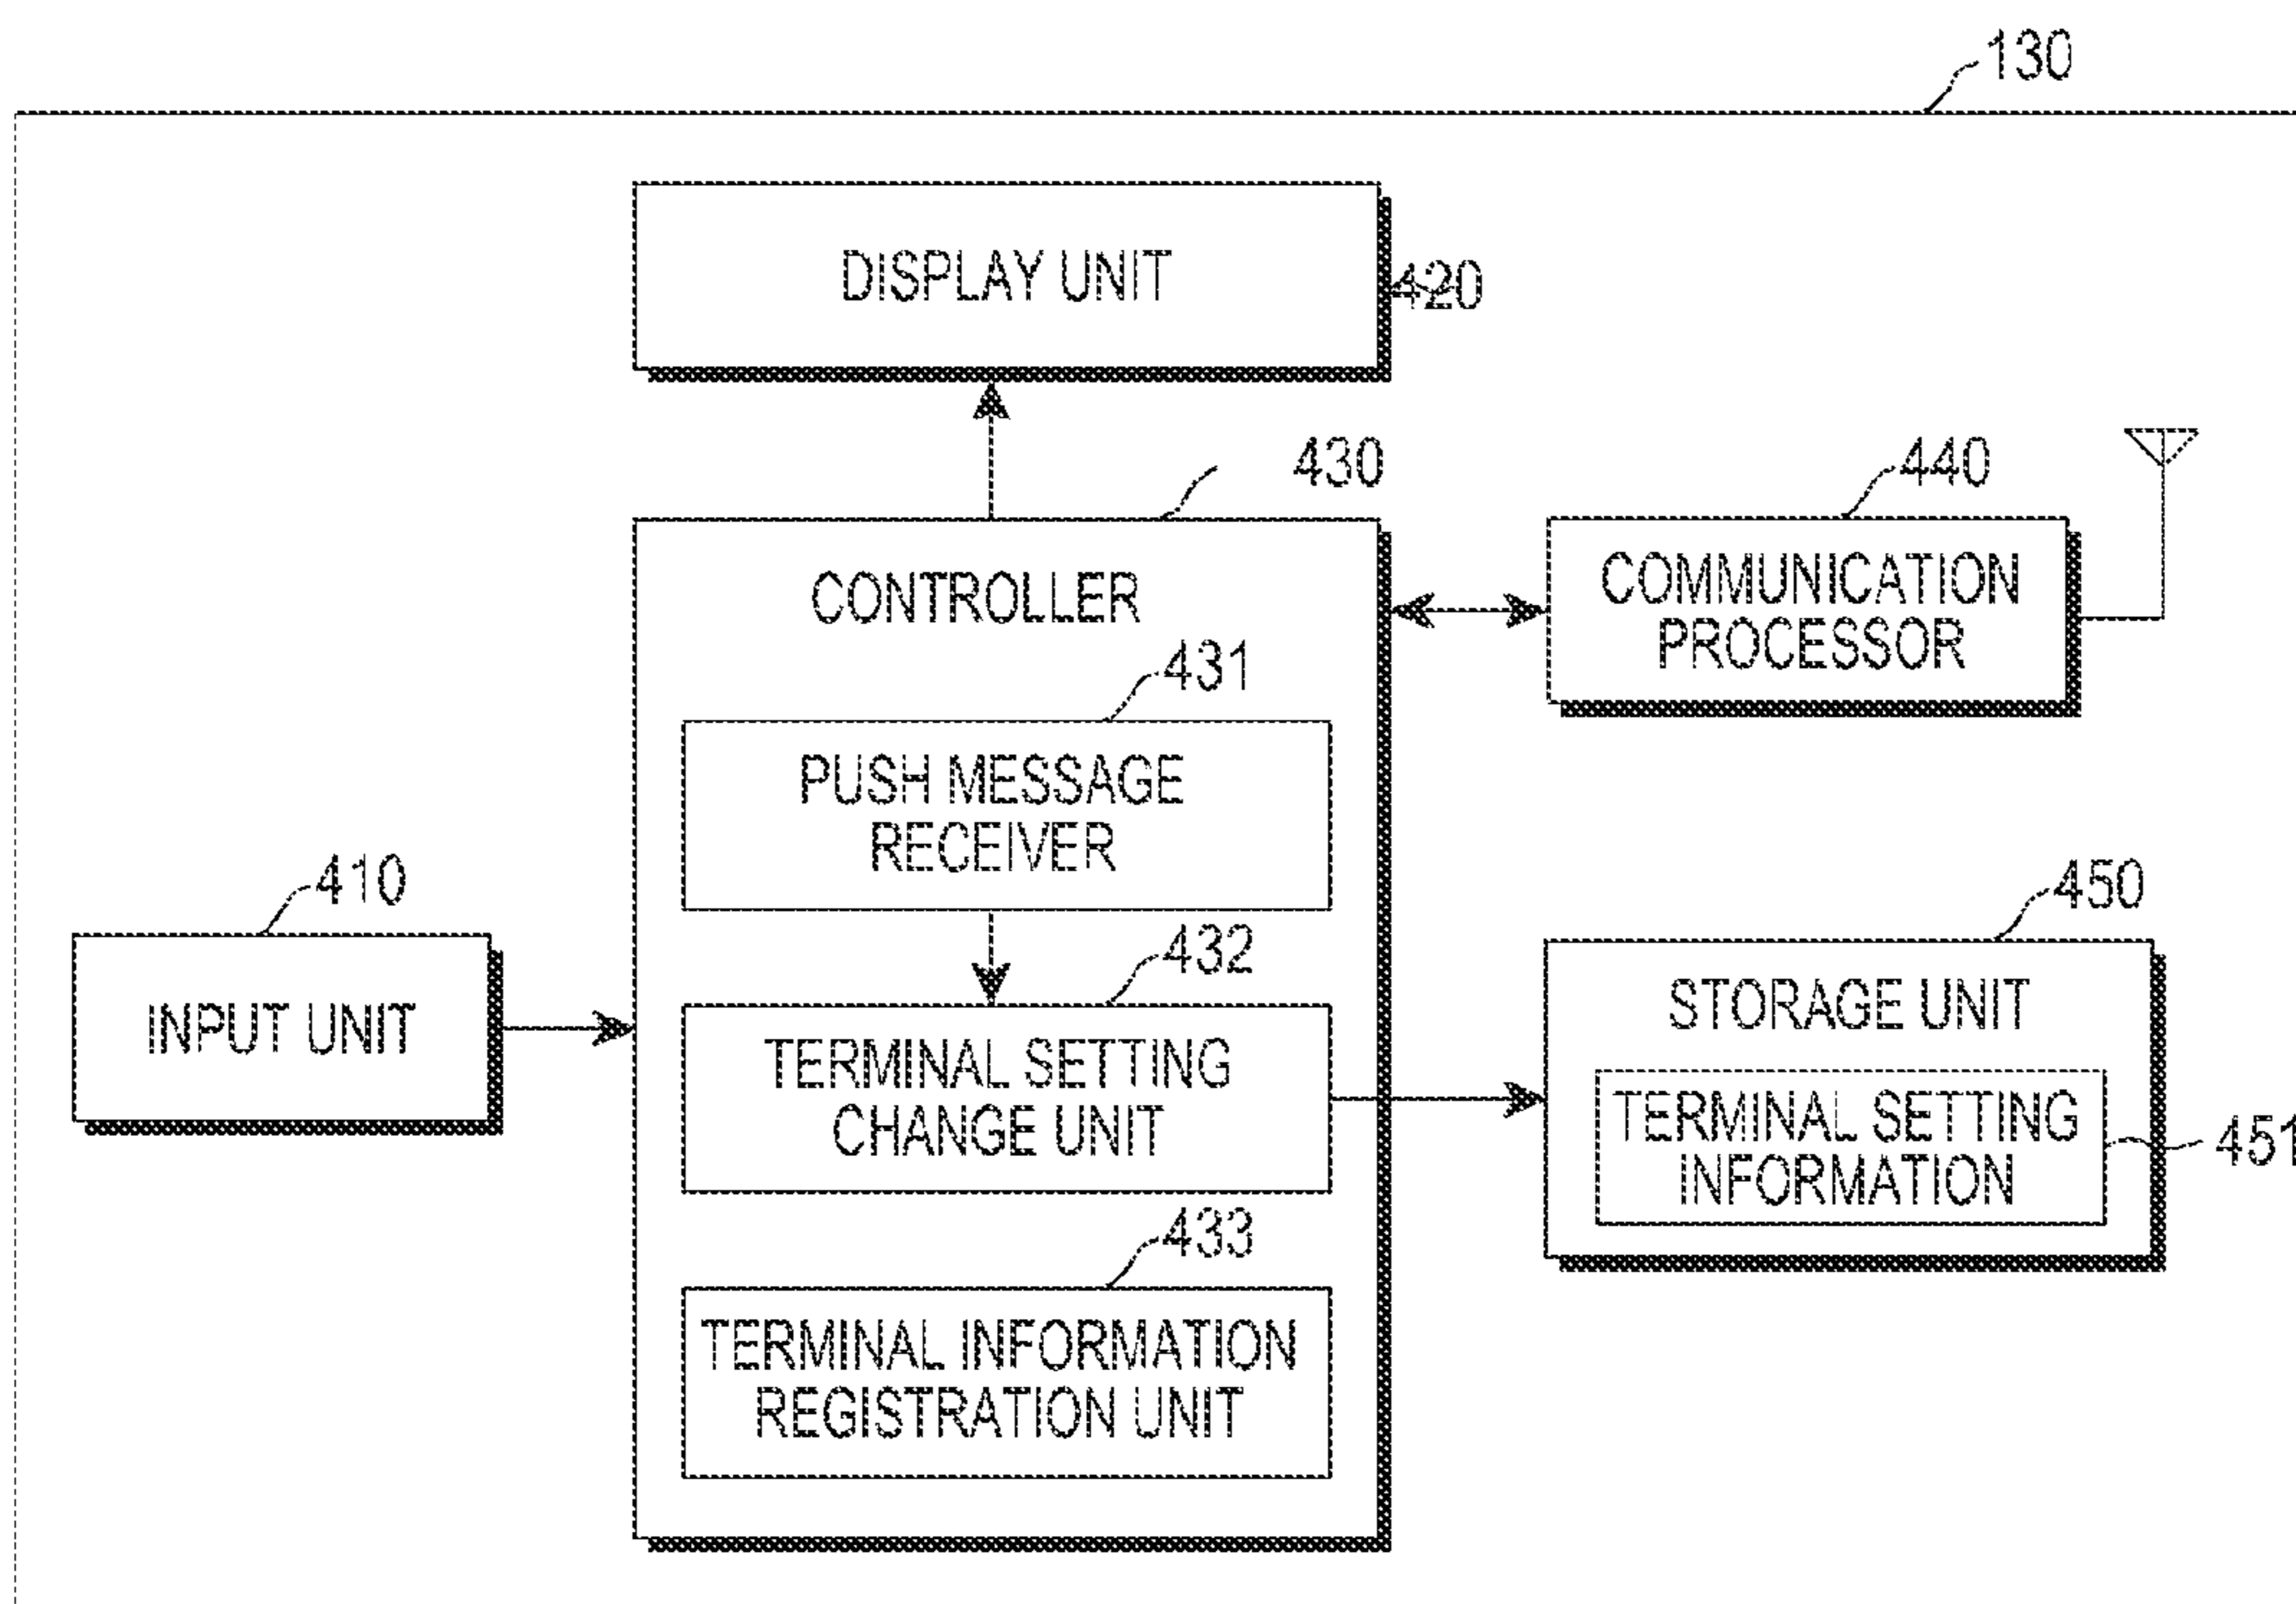 130
DISPLAY UNIT
420
430
440
CONTROLLER
COMMUNICATION
PROCESSOR
431
PUSH MESSAGE
RECEIVER
410
450
432
INPUT UNIT
STORAGE UNIT
TERMINAL SETTING
CHANGE UNIT
TERMINAL SETTING
INFORMATION
451
433
TERMINAL INFORMATION
REGISTRATION UNIT